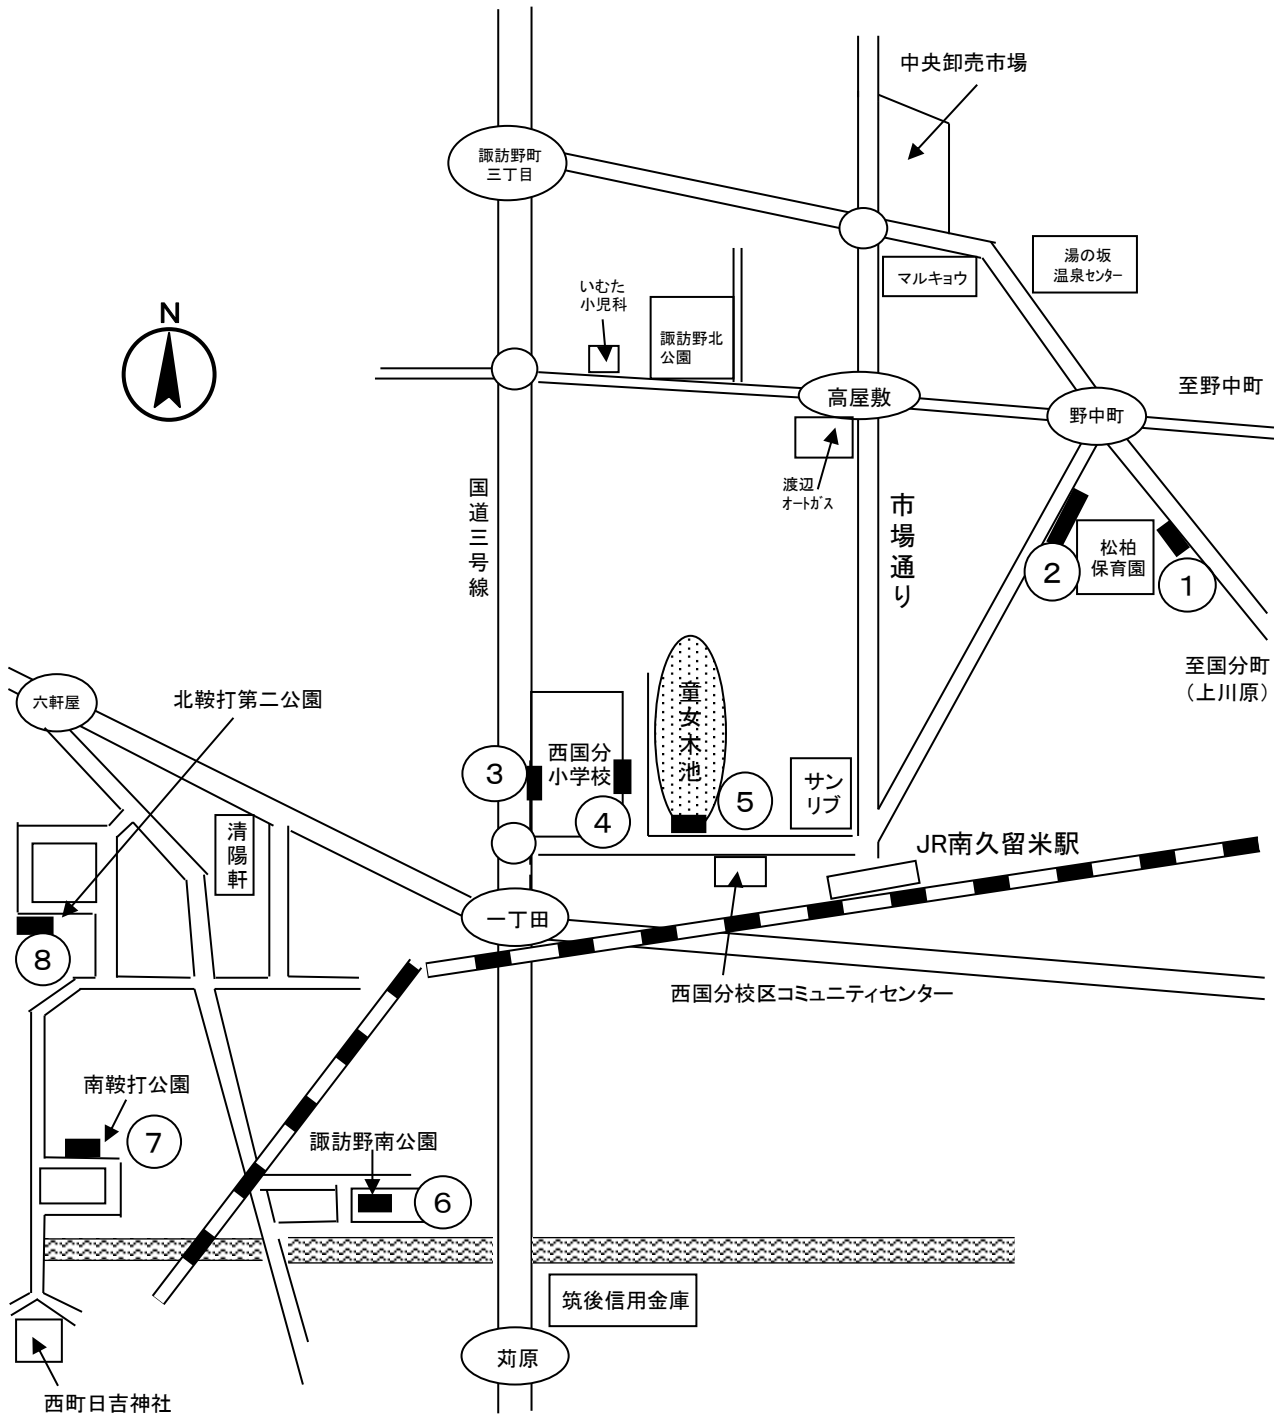 中央卸売市場
諏訪野町
三丁目
湯の坂
温泉ｾﾝﾀｰ
マルキョウ
いむた
小児科
諏訪野北
公園
N
高屋敷
野中町
至野中町
渡辺
ｵｰﾄｶﾞｽ
国道三号線
市場通り
松柏
保育園
2
1
至国分町
（上川原）
六軒屋
北鞍打第二公園
童女木池
西国分
小学校
3
4
5
サン
リブ
清陽軒
JR南久留米駅
一丁田
8
西国分校区コミュニティセンター
南鞍打公園
7
諏訪野南公園
6
筑後信用金庫
苅原
西町日吉神社